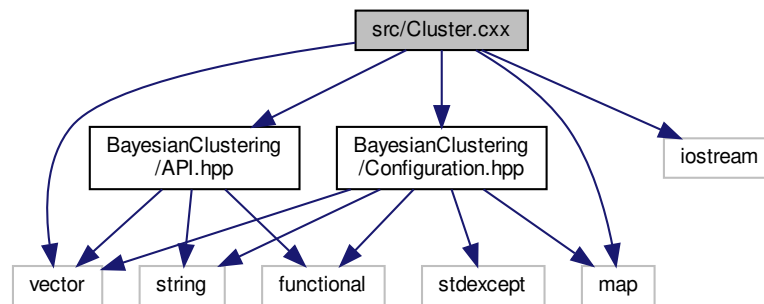 src/Cluster.cxx
BayesianClustering
/API.hpp
BayesianClustering
/Configuration.hpp
iostream
vector
string
functional
stdexcept
map